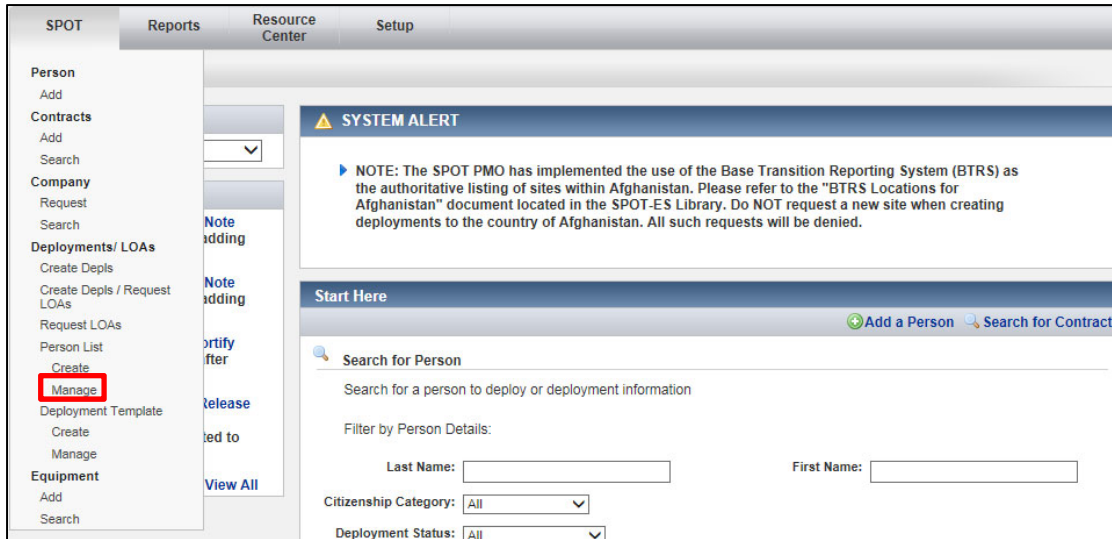 SPOT
Reports
Resource
Center
Setup
Person
Add
Contracts
Add
Search
Company
Request
Search
Deployments/ LOAs
Create Depls
Create Depls / Request
LOAs
Request LOAs
Person List
Create
Manage
Deployment Template
Create
Manage
Equipment
Add
Search
Note
adding
Note
adding
ortify
fter
Release
ted to
View All
SYSTEM ALERT
NOTE: The SPOT PMO has implemented the use of the Base Transition Reporting System (BTRS) as
the authoritative listing of sites within Afghanistan. Please refer to the "BTRS Locations for
Afghanistan" document located in the SPOT-ES Library. Do NOT request a new site when creating
deployments to the country of Afghanistan. All such requests will be denied.
Start Here
Add a Person Search for Contract
Search for Person
Search for a person to deploy or deployment information
Filter by Person Details:
Last Name: First Name:
Citizenship Category: All
Deployment Status: All